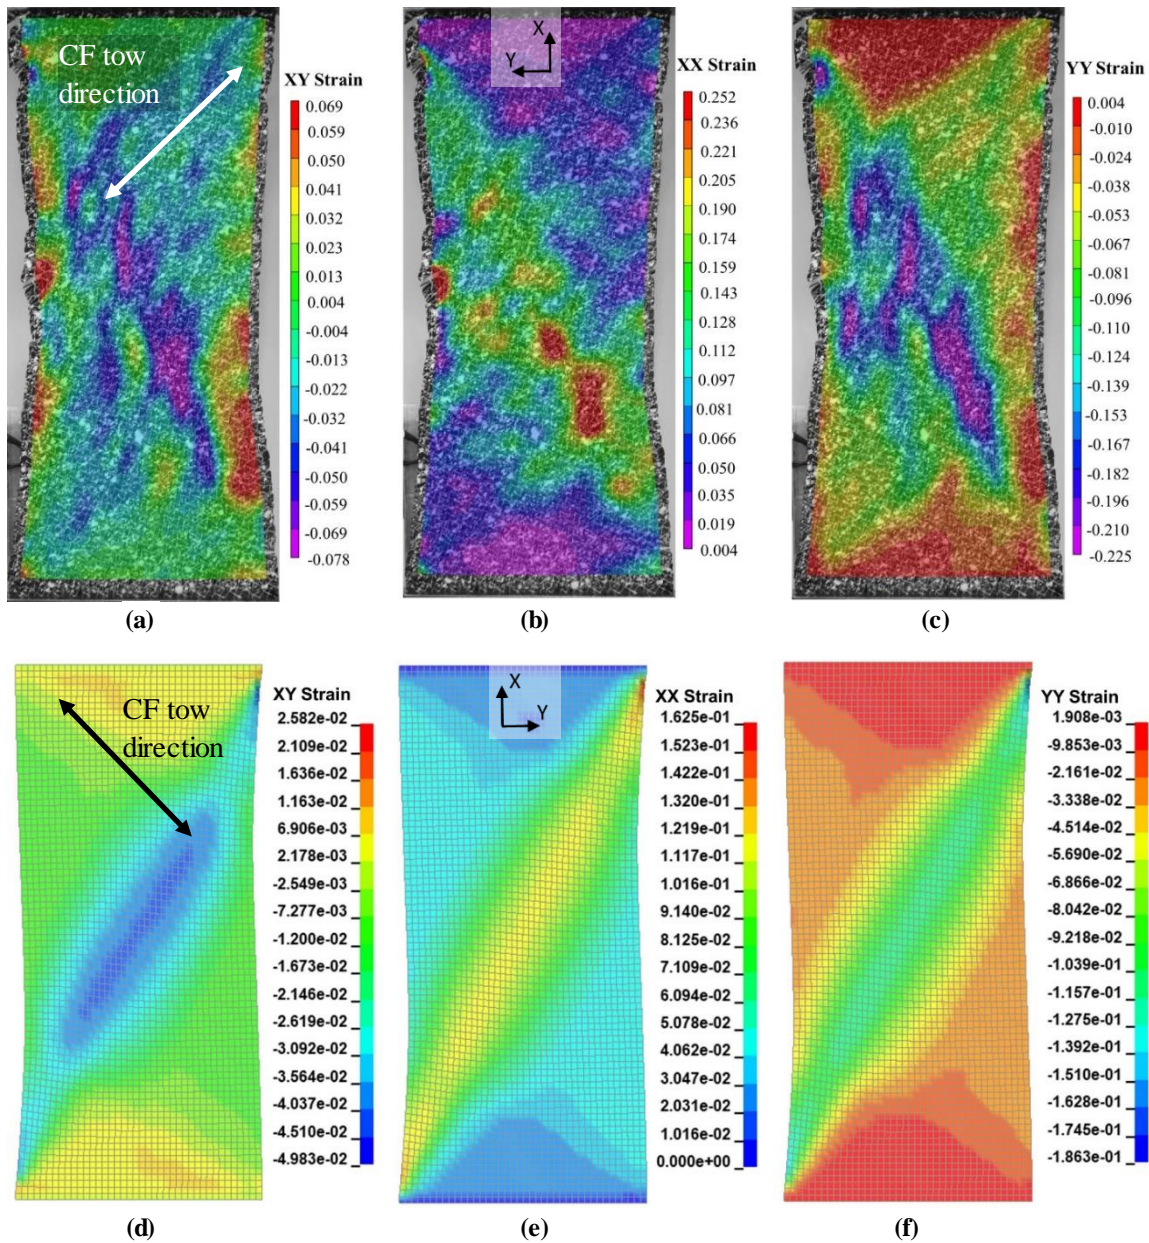 CF tow
direction
XY Strain
0.069
0.059
0.050
0.041
0.032
0.023
0.013
0.004
-0.004
-0.013
-0.022
-0.032
-0.041
-0.050
-0.059
-0.069
-0.078
(a)
X
Y
XX Strain
0.252
0.236
0.221
0.205
0.190
0.174
0.159
0.143
0.128
0.112
0.097
0.081
0.066
0.050
0.035
0.019
0.004
(b)
YY Strain
0.004
-0.010
-0.024
-0.038
-0.053
-0.067
-0.081
-0.096
-0.110
-0.124
-0.139
-0.153
-0.167
-0.182
-0.196
-0.210
-0.225
(c)
CF tow
direction
XY Strain
2.582e-02
2.109e-02
1.636e-02
1.163e-02
6.906e-03
2.178e-03
-2.549e-03
-7.277e-03
-1.200e-02
-1.673e-02
-2.146e-02
-2.619e-02
-3.092e-02
-3.564e-02
-4.037e-02
-4.510e-02
-4.983e-02
(d)
X
Y
XX Strain
1.625e-01
1.523e-01
1.422e-01
1.320e-01
1.219e-01
1.117e-01
1.016e-01
9.140e-02
8.125e-02
7.109e-02
6.094e-02
5.078e-02
4.062e-02
3.047e-02
2.031e-02
1.016e-02
0.000e+00
(e)
YY Strain
1.908e-03
-9.853e-03
-2.161e-02
-3.338e-02
-4.514e-02
-5.690e-02
-6.866e-02
-8.042e-02
-9.218e-02
-1.039e-01
-1.157e-01
-1.275e-01
-1.392e-01
-1.510e-01
-1.628e-01
-1.745e-01
-1.863e-01
(f)